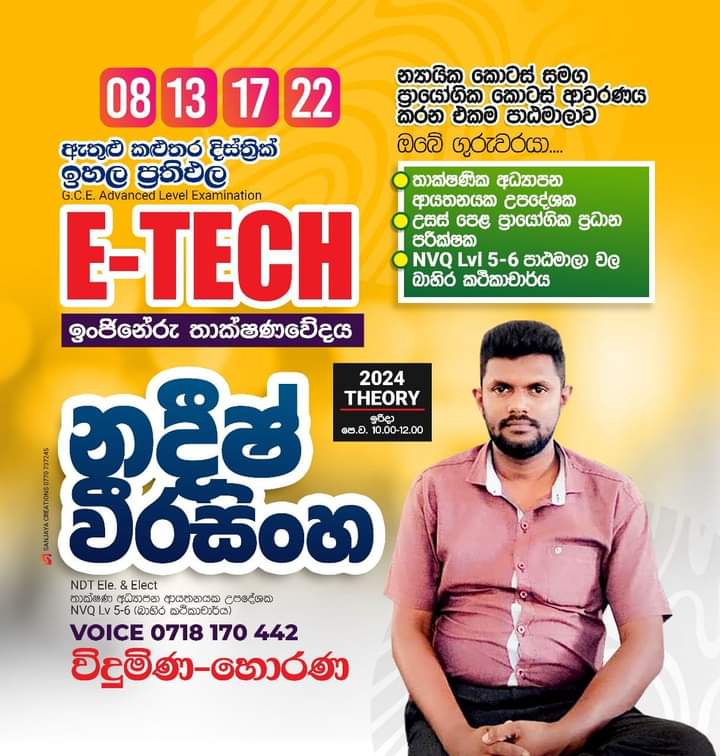 08 13 17 22
ඇතුළු කළුතර දිස්ත්‍රික්
ඉහල ප්‍රතිඵල
G.C.E. Advanced Level Examination
E-TECH
ඉංජිනේරු තාක්ෂණවේදය
න්‍යායික කොටස් සමග
ප්‍රායෝගික කොටස් ආවරණය
කරන එකම පාඨමාලාව
ඔබේ ගුරුවරයා....
තාක්ෂණික අධ්‍යාපන
ආයතනයක උපදේශක
උසස් පෙළ ප්‍රායෝගික ප්‍රධාන
පරීක්ෂක
NVQ Lvl 5-6 පාඨමාලා වල
බාහිර කථිකාචාර්ය
2024
THEORY
ඉරිදා
පෙ.ව. 10.00-12.00
නදීෂ්
වීරසිංහ
NDT Ele. & Elect
තාක්ෂණ අධ්‍යාපන ආයතනයක උපදේශක
NVQ Lv 5-6 (බාහිර කථිකාචාර්ය)
VOICE 0718 170 442
විදුමිණ-හොරණ
SANJAYA CREATIONS 0770 737245